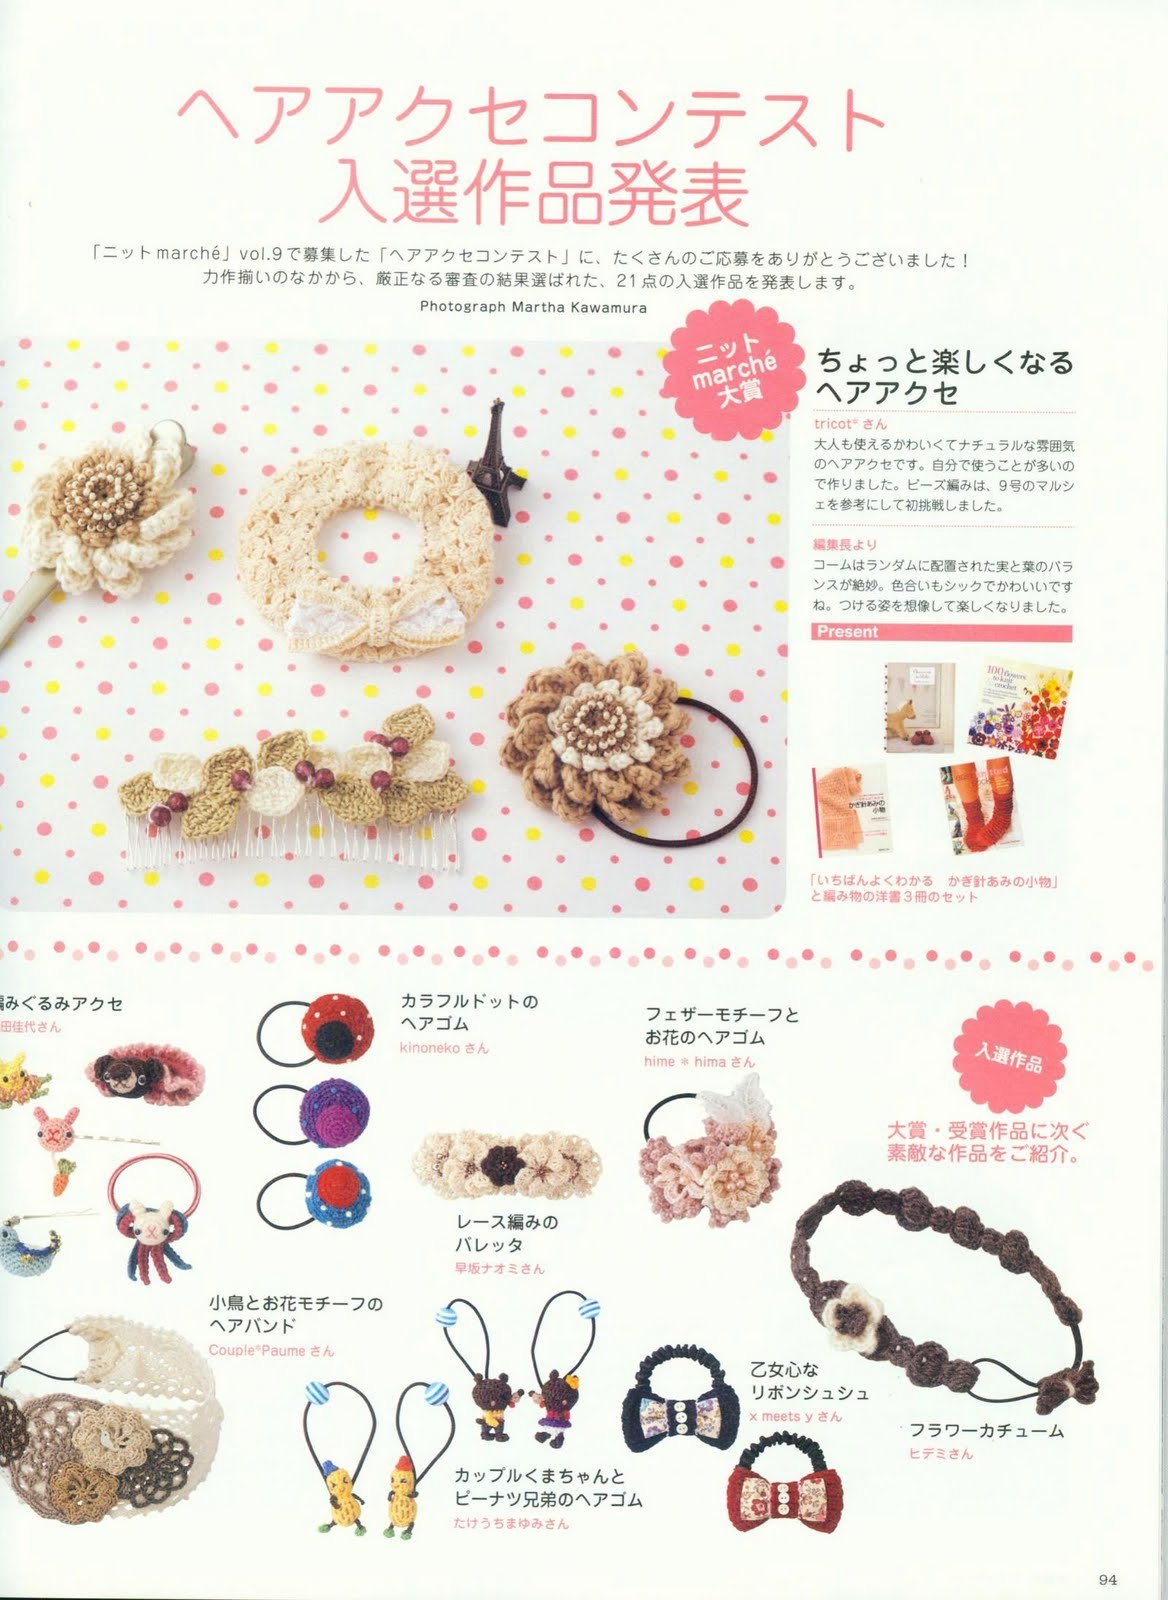 ヘアアクセコンテスト
入選作品発表
「ニットmarché」vol.9で募集した「ヘアアクセコンテスト」に、たくさんのご応募をありがとうございました!
力作揃いのなかから、厳正なる審査の結果選ばれた、21点の入選作品を発表します。
Photograph Martha Kawamura
ニット
marché
大賞
ちょっと楽しくなる
ヘアアクセ
tricot*さん
大人も使えるかわいくてナチュラルな雰囲気
のヘアアクセです。自分で使うことが多いの
で作りました。ビーズ編みは、9号のマルシ
ェを参考にして初挑戦しました。
編集長より
コームはランダムに配置された実と葉のバラ
ンスが絶妙。色合いもシックでかわいいです
ね。つける姿を想像して楽しくなりました。
Present
100 flowers
to knit
crochet
かぎ針あみの
小物
「いちばんよくわかる かぎ針あみの小物」
と編み物の洋書3冊のセット
編みぐるみアクセ
田佳代さん
カラフルドットの
ヘアゴム
kinonekoさん
フェザーモチーフと
お花のヘアゴム
hime * himaさん
入選作品
大賞・受賞作品に次ぐ
素敵な作品をご紹介。
レース編みの
バレッタ
早坂ナオミさん
小鳥とお花モチーフの
ヘアバンド
Couple*Paumeさん
乙女心な
リボンシュシュ
x meets yさん
フラワーカチューム
ヒデミさん
カップルくまちゃんと
ピーナツ兄弟のヘアゴム
たけうちまゆみさん
94